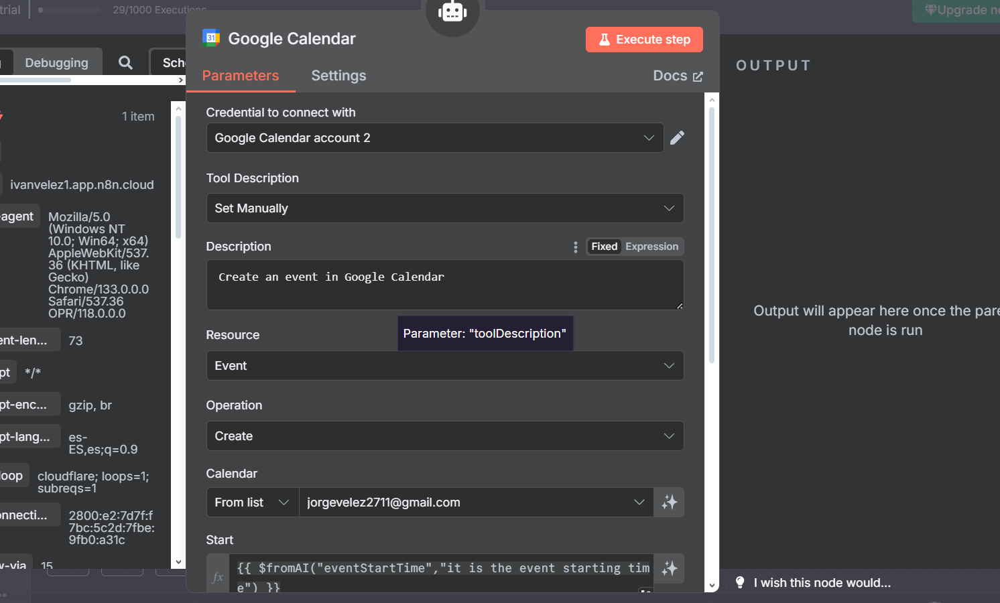 trial
29/1000 Executions
Upgrade n
Debugging
Sch
1 item
ivanvelez1.app.n8n.cloud
-agent
Mozilla/5.0
(Windows NT
10.0; Win64; x64)
AppleWebKit/537.
36 (KHTML, like
Gecko)
Chrome/133.0.0.0
Safari/537.36
OPR/118.0.0.0
ent-len...
73
pt
*/*
pt-enc...
gzip, br
pt-lang...
es-
ES,es;q=0.9
loop
cloudflare; loops=1;
subreqs=1
onnecti...
2800:e2:7d7f:f
7bc:5c2d:7fbe:
9fb0:a31c
v-via
15
31
Google Calendar
Execute step
Parameters
Settings
Docs
Credential to connect with
Google Calendar account 2
Tool Description
Set Manually
Description
Fixed
Expression
Create an event in Google Calendar
Parameter: "toolDescription"
Resource
Event
Operation
Create
Calendar
From list
jorgevelez2711@gmail.com
Start
fx
{{ $fromAI("eventStartTime","it is the event starting tim
e") }}
OUTPUT
Output will appear here once the pare
node is run
I wish this node would...